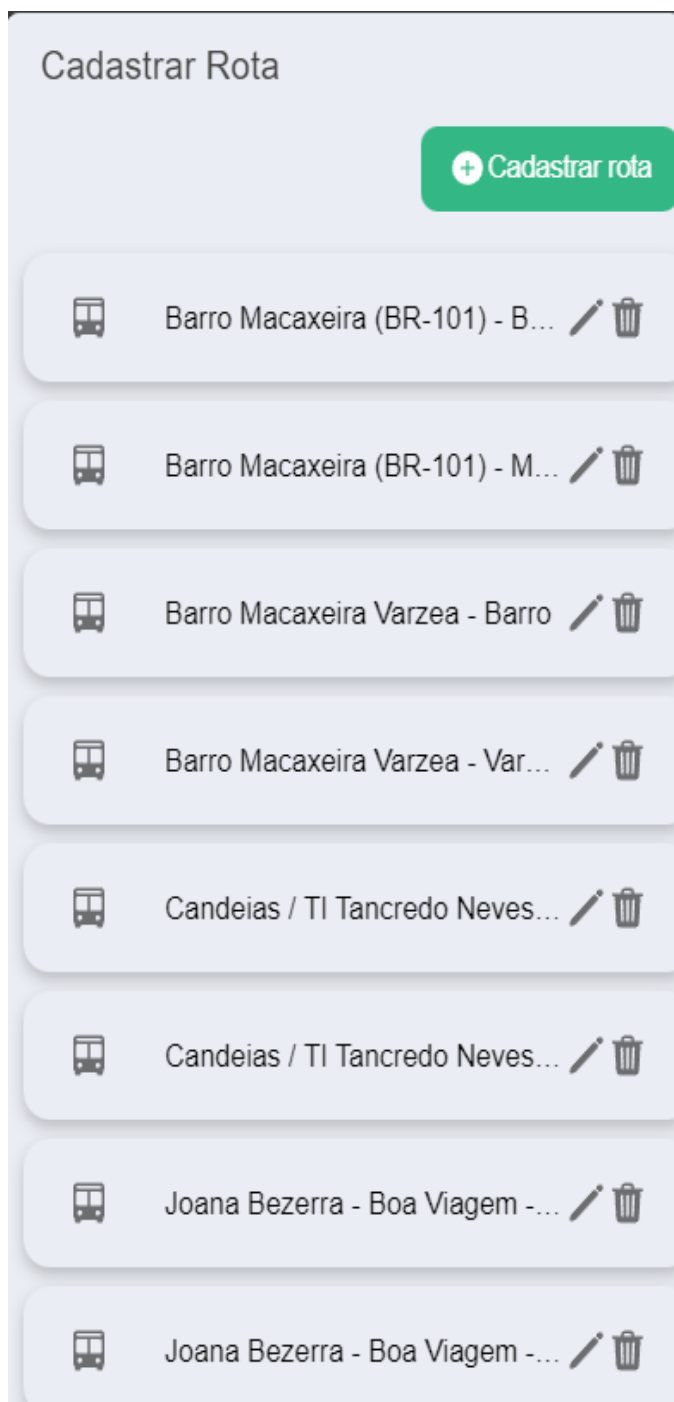 Cadastrar Rota
Cadastrar rota
Barro Macaxeira (BR-101) - B...
Barro Macaxeira (BR-101) - M...
Barro Macaxeira Varzea - Barro
Barro Macaxeira Varzea - Var...
Candeias / TI Tancredo Neves...
Candeias / TI Tancredo Neves...
Joana Bezerra - Boa Viagem -...
Joana Bezerra - Boa Viagem -...